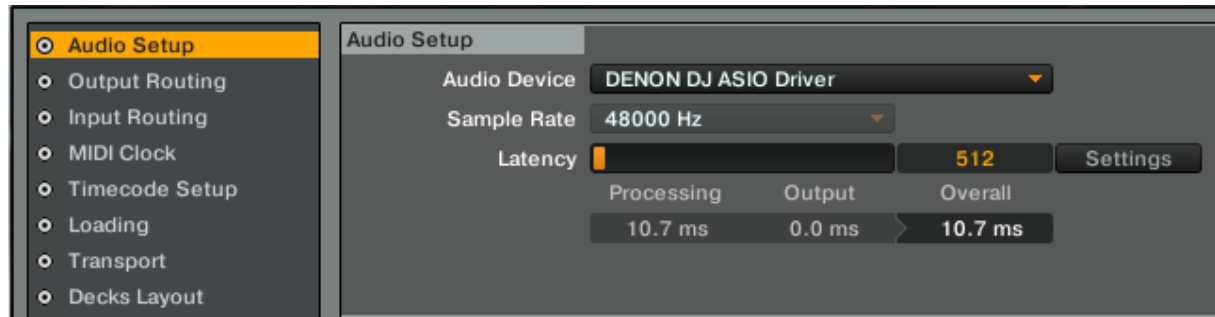 Audio Setup
Output Routing
Input Routing
MIDI Clock
Timecode Setup
Loading
Transport
Decks Layout
Audio Setup
Audio Device DENON DJ ASIO Driver
Sample Rate 48000 Hz
Latency 512 Settings
Processing Output Overall
10.7 ms 0.0 ms 10.7 ms